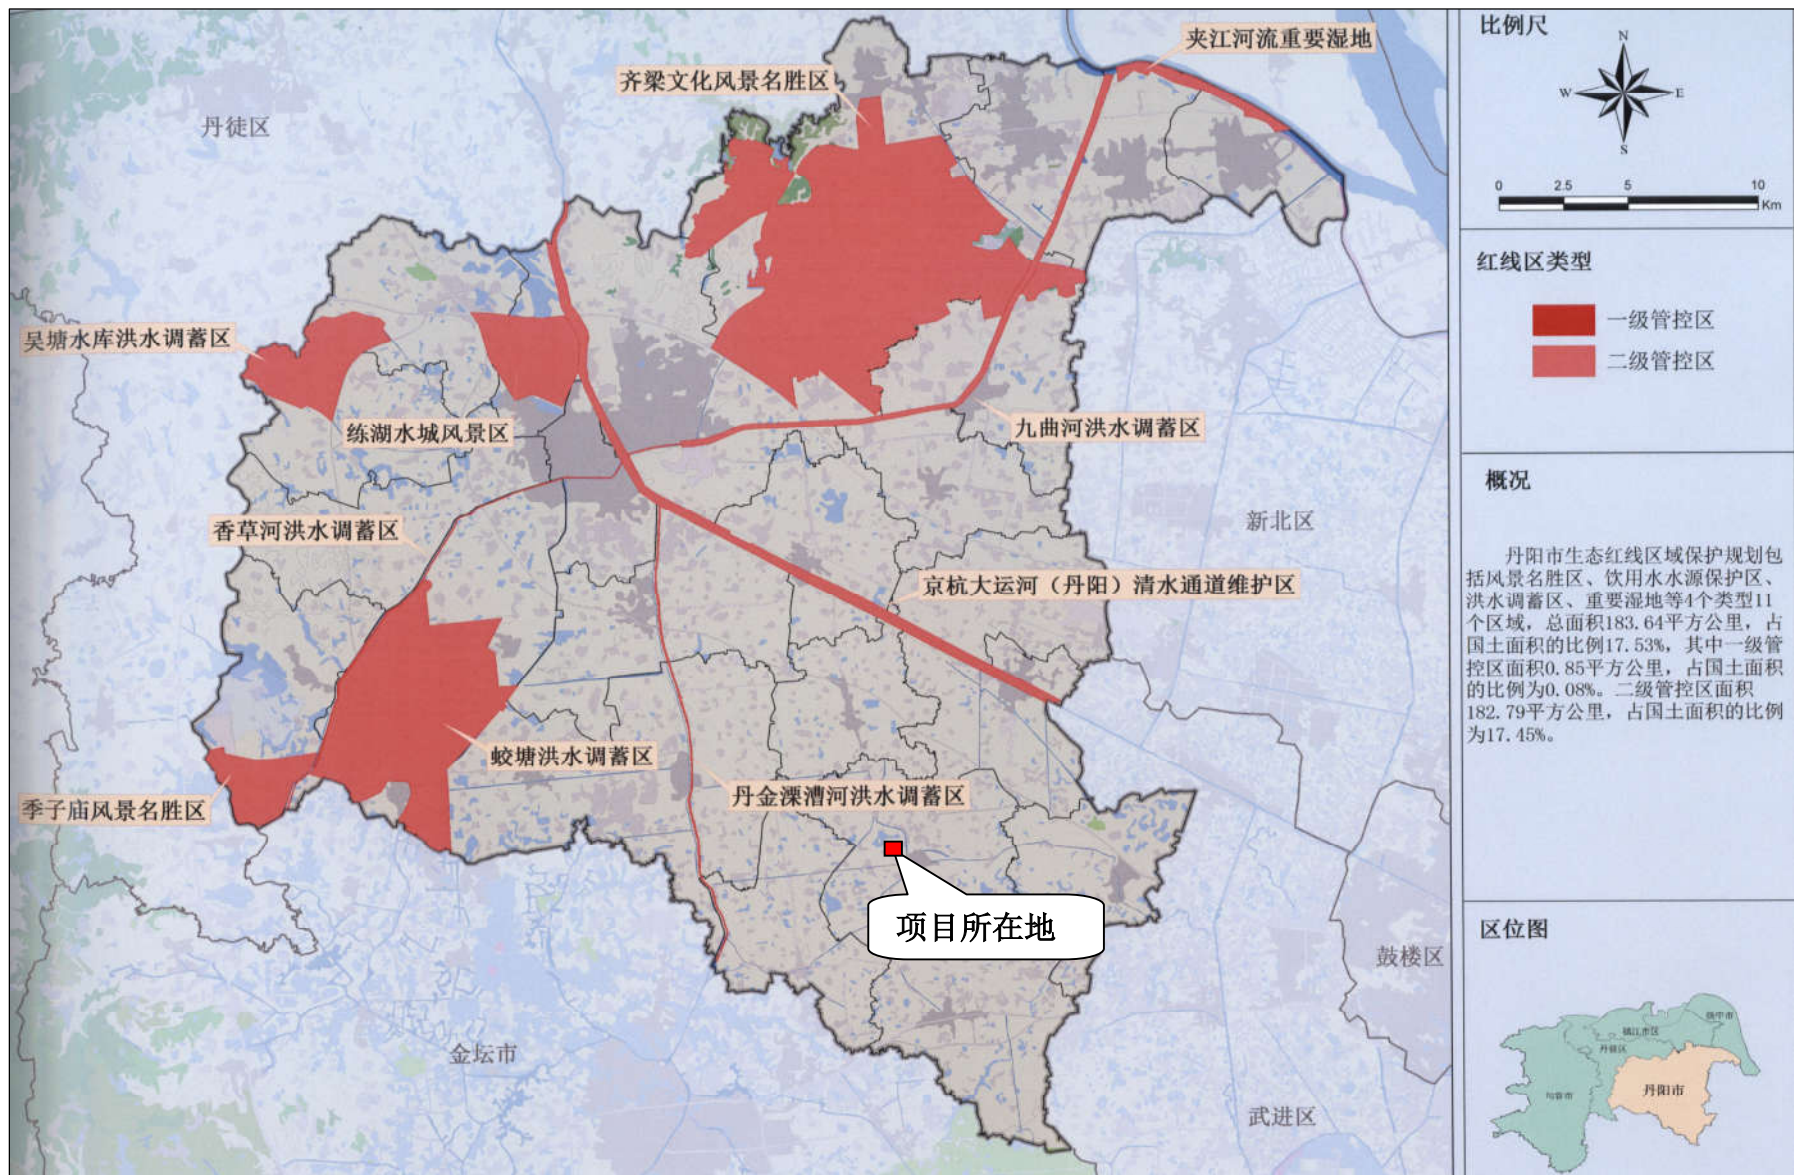 夹江河流重要湿地
齐梁文化风景名胜区
丹徒区
吴塘水库洪水调蓄区
练湖水城风景区
九曲河洪水调蓄区
香草河洪水调蓄区
新北区
京杭大运河（丹阳）清水通道维护区
蛟塘洪水调蓄区
丹金溧漕河洪水调蓄区
季子庙风景名胜区
项目所在地
鼓楼区
金坛市
武进区
比例尺
N
W
E
S
0 2.5 5 10
Km
红线区类型
一级管控区
二级管控区
概况
丹阳市生态红线区域保护规划包
括风景名胜区、饮用水水源保护区、
洪水调蓄区、重要湿地等4个类型11
个区域，总面积183.64平方公里，占
国土面积的比例17.53%，其中一级管
控区面积0.85平方公里，占国土面积
的比例为0.08%。二级管控区面积
182.79平方公里，占国土面积的比例
为17.45%。
区位图
扬中市
镇江市区
丹徒区
句容市
丹阳市